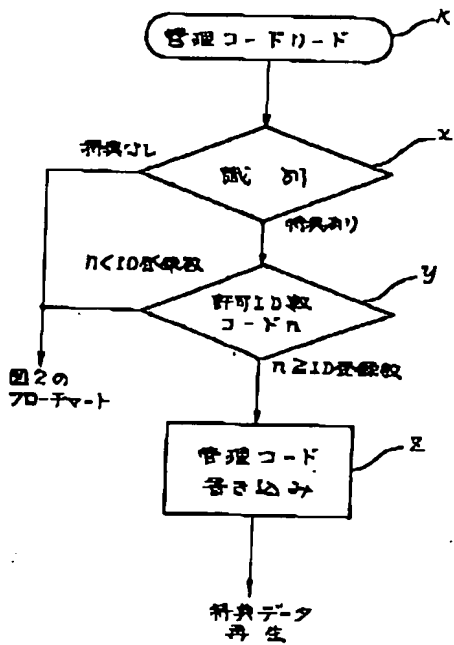 管理コードリード
K
特典なし
識別
x
特典あり
n<ID登録数
許可ID数
コードn
y
n≧ID登録数
図2の
フローチャート
管理コード
書き込み
z
特典データ
再生